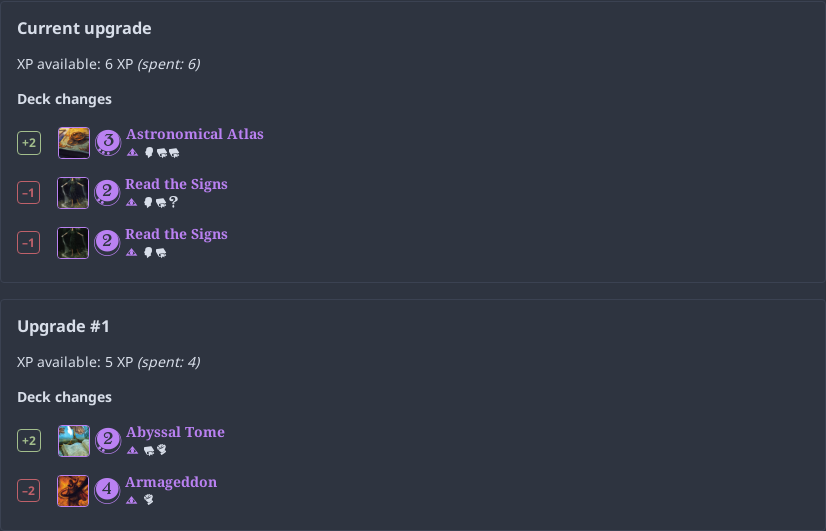 Current upgrade
XP available: 6 XP (spent: 6)
Deck changes
+2 3 Astronomical Atlas
−1 2 Read the Signs
?
−1 2 Read the Signs
Upgrade #1
XP available: 5 XP (spent: 4)
Deck changes
+2 2 Abyssal Tome
−2 4 Armageddon